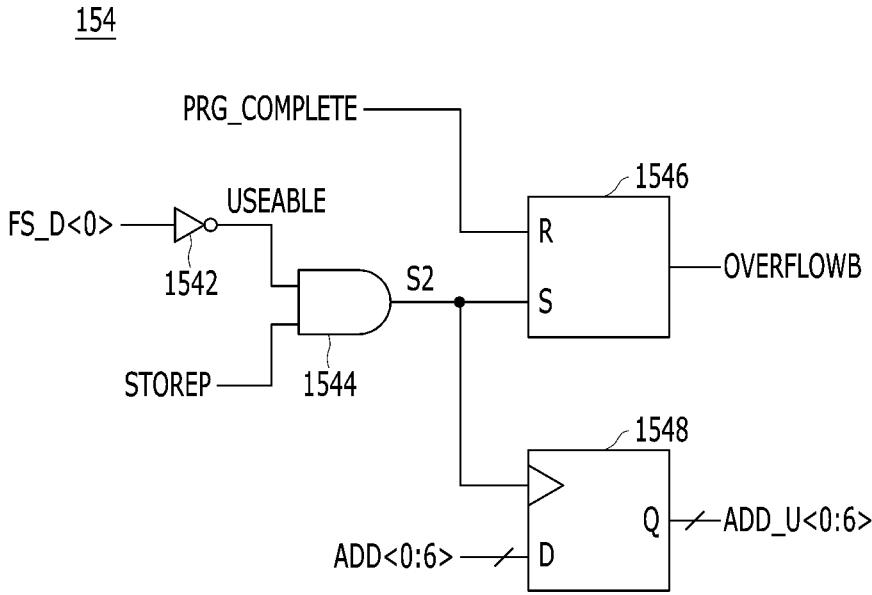 154
PRG_COMPLETE
1546
FS_D<0>
USEABLE
R
1542
S2
OVERFLOWB
S
STOREP
1544
1548
Q
ADD_U<0:6>
ADD<0:6>
D